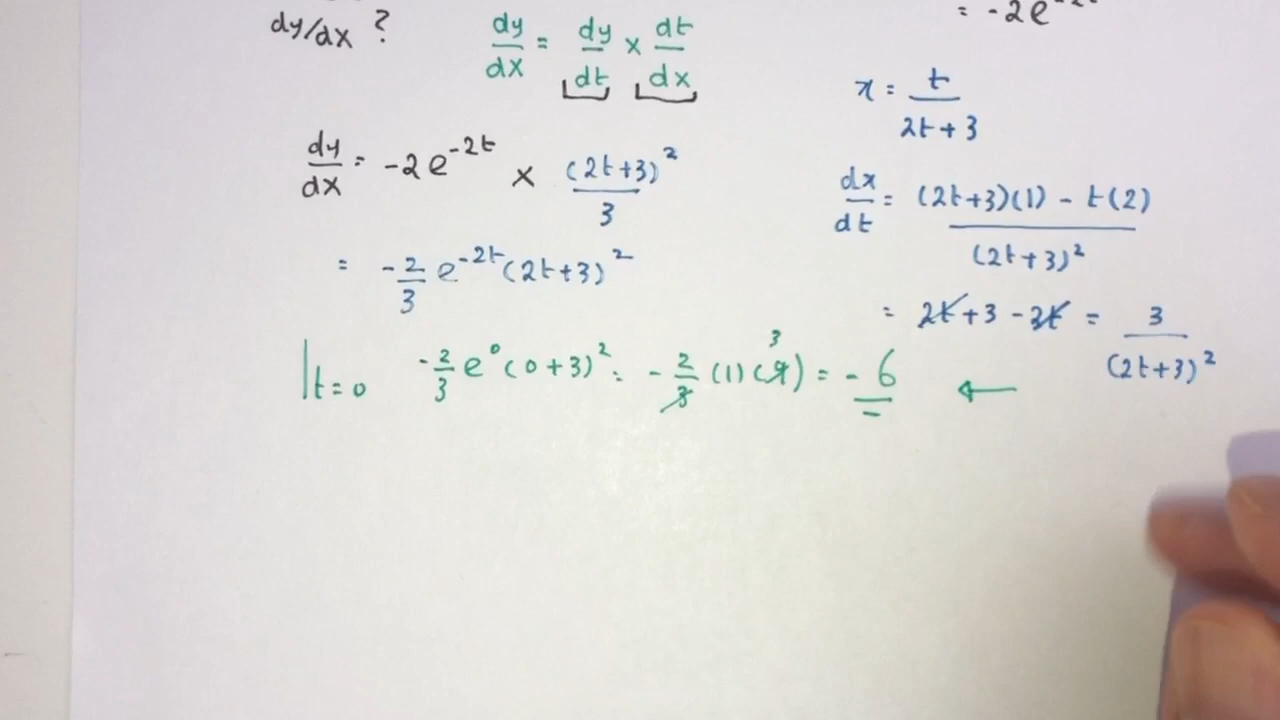 dy/dx ?
dy/dx = dy/dt × dt/dx
dy/dx = -2e^{-2t} × (2t+3)^2/3
= -2/3 e^{-2t} (2t+3)^2
|t=0 -2/3 e^0 (0+3)^2 = -2/3 (1) (9) 3 = -6 ←
= -2e^{-2t}
x = t/2t+3
dx/dt = (2t+3)(1) - t(2)/(2t+3)^2
= 2t+3-2t = 3/(2t+3)^2